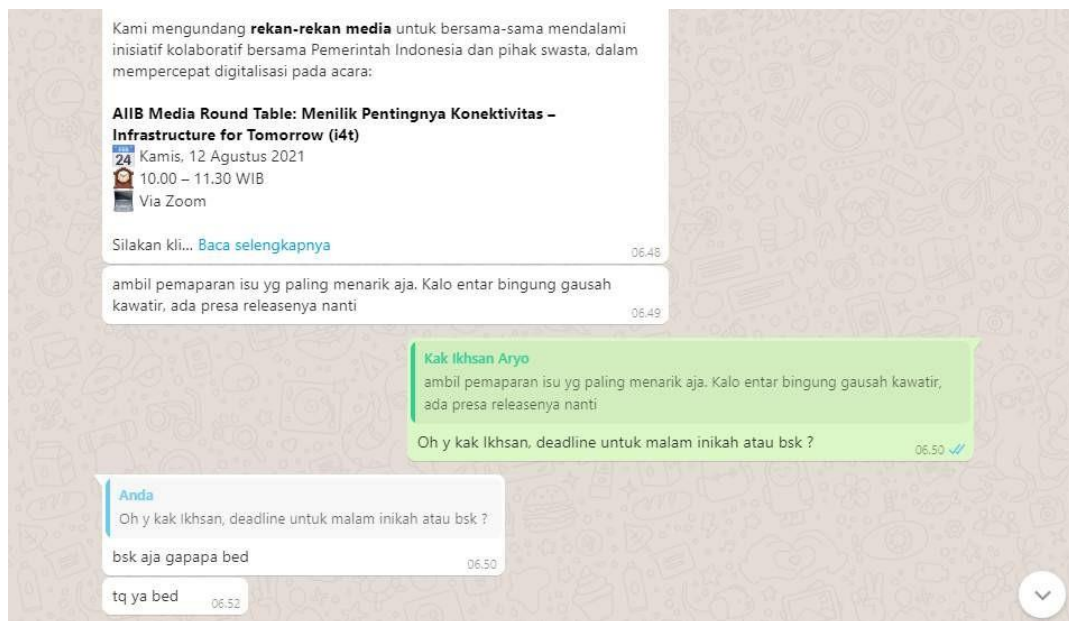 Kami mengundang rekan-rekan media untuk bersama-sama mendalami
inisiatif kolaboratif bersama Pemerintah Indonesia dan pihak swasta, dalam
mempercepat digitalisasi pada acara:
AIIB Media Round Table: Menilik Pentingnya Konektivitas –
Infrastructure for Tomorrow (i4t)
24 Kamis, 12 Agustus 2021
10.00 – 11.30 WIB
Via Zoom
Silakan kli... Baca selengkapnya
06.48
ambil pemaparan isu yg paling menarik aja. Kalo entar bingung gausah
kawatir, ada presa releasenya nanti
06.49
Kak Ikhsan Aryo
ambil pemaparan isu yg paling menarik aja. Kalo entar bingung gausah kawatir,
ada presa releasenya nanti
Oh y kak Ikhsan, deadline untuk malam inikah atau bsk ?
06.50
Anda
Oh y kak Ikhsan, deadline untuk malam inikah atau bsk ?
bsk aja gapapa bed
06.50
tq ya bed
06.52